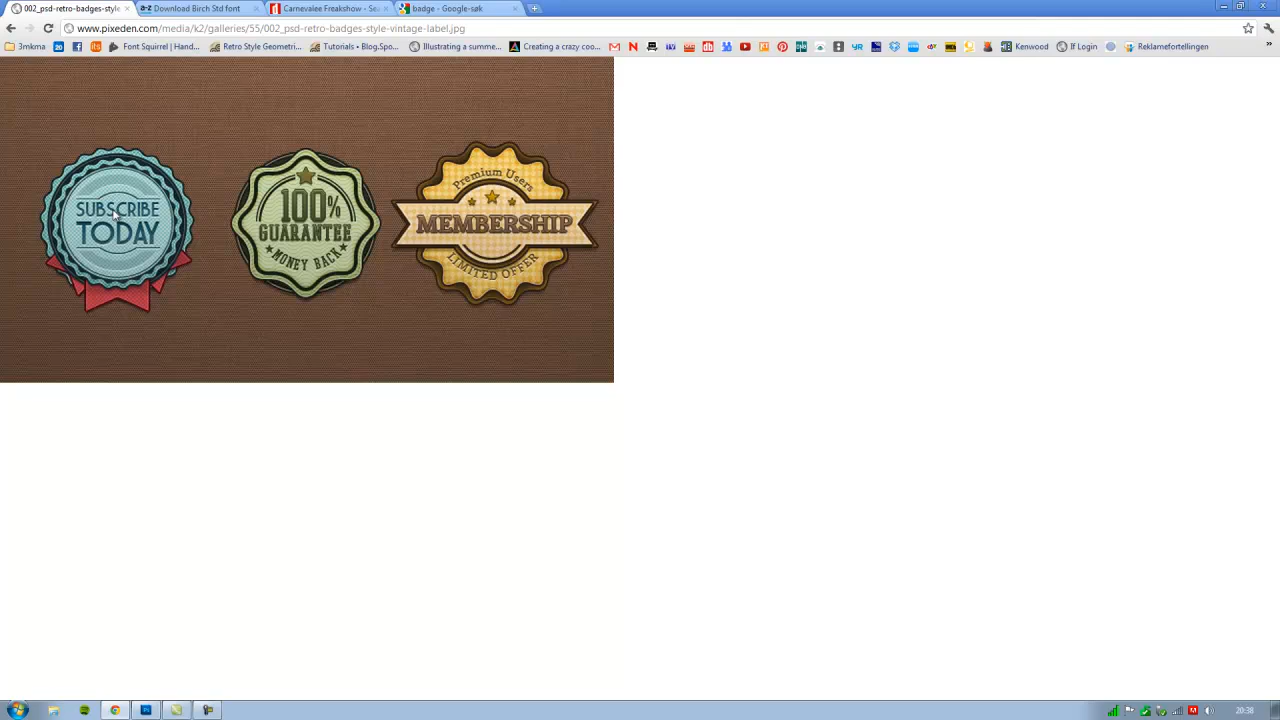 002_psd-retro-badges-style
Download Birch Std font
Carnevalee Freakshow - Sea
badge - Google-søk
www.pixeden.com/media/k2/galleries/55/002_psd-retro-badges-style-vintage-label.jpg
3mkma
Font Squirrel | Hand...
Retro Style Geometri...
Tutorials • Blog.Spo...
Illustrating a summe...
Creating a crazy coo...
Kenwood
If Login
Reklamefortellingen
SUBSCRIBE
TODAY
100%
GUARANTEE
MONEY BACK
Premium Users
MEMBERSHIP
LIMITED OFFER
20:38